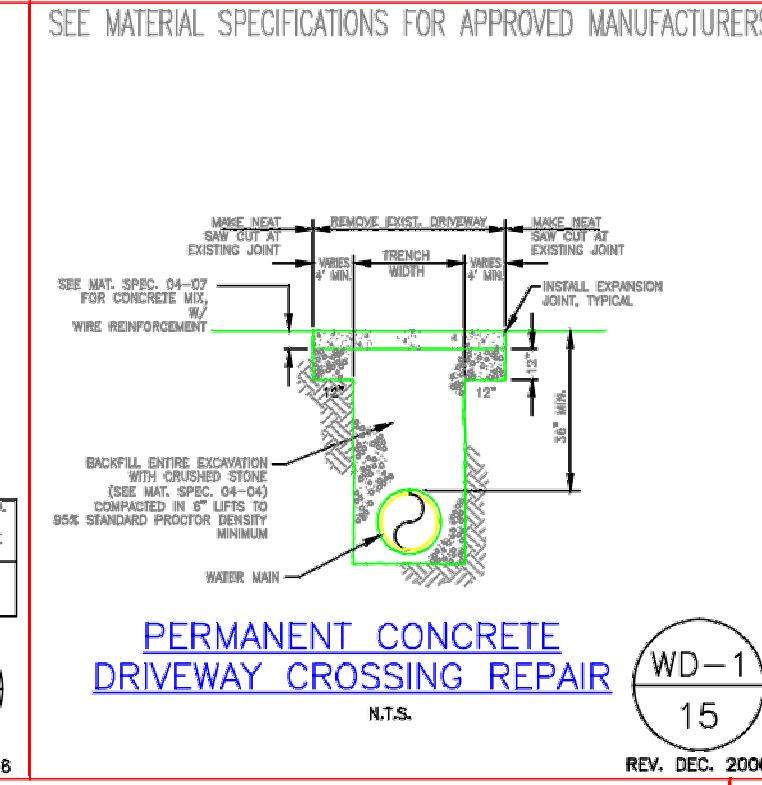 SEE MATERIAL SPECIFICATIONS FOR APPROVED MANUFACTURERS
MAKE NEAT
SAW CUT AT
EXISTING JOINT
REMOVE EXIST. DRIVEWAY
MAKE NEAT
SAW CUT AT
EXISTING JOINT
VARIES
4' MIN.
TRENCH
WIDTH
VARIES
4' MIN.
SEE MAT. SPEC. 04-07
FOR CONCRETE MIX,
W/
WIRE REINFORCEMENT
INSTALL EXPANSION
JOINT, TYPICAL
12"
12"
12"
36" MIN.
BACKFILL ENTIRE EXCAVATION
WITH CRUSHED STONE
(SEE MAT. SPEC. 04-04)
COMPACTED IN 6" LIFTS TO
95% STANDARD PROCTOR DENSITY
MINIMUM
WATER MAIN
PERMANENT CONCRETE
DRIVEWAY CROSSING REPAIR
N.T.S.
WD-1
15
REV. DEC. 2006
6